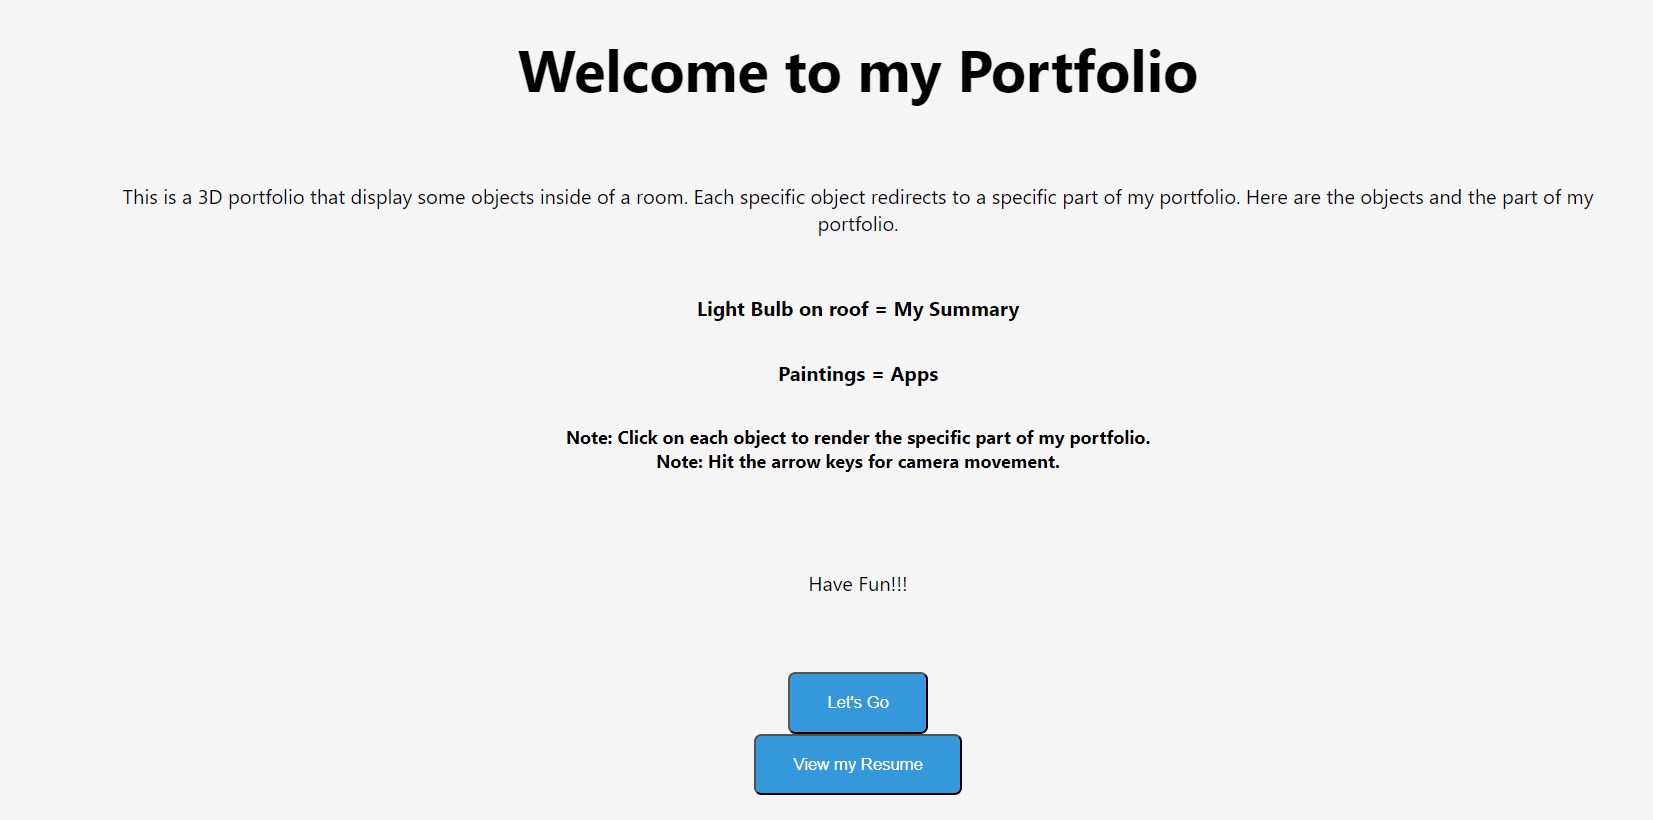 Welcome to my Portfolio
This is a 3D portfolio that display some objects inside of a room. Each specific object redirects to a specific part of my portfolio. Here are the objects and the part of my
portfolio.
Light Bulb on roof = My Summary
Paintings = Apps
Note: Click on each object to render the specific part of my portfolio.
Note: Hit the arrow keys for camera movement.
Have Fun!!!
Let's Go
View my Resume